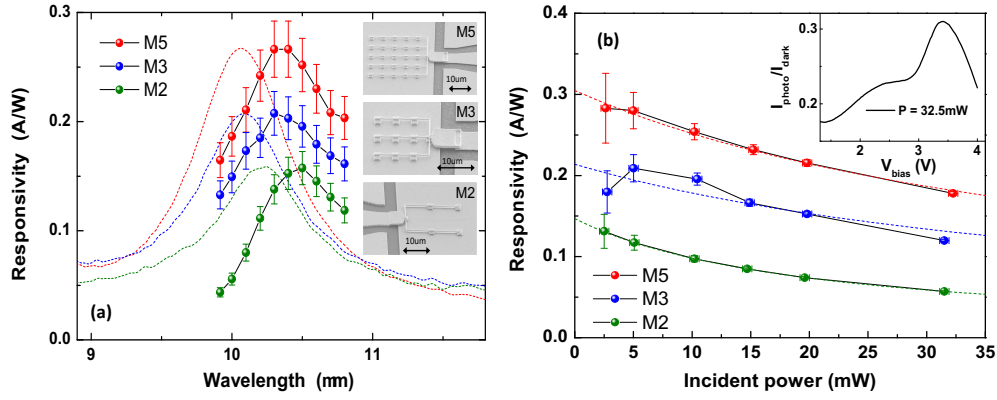 0.3
0.2
0.1
0.0
Responsivity (A/W)
M5
M3
M2
M5
10um
M3
10um
M2
10um
(a)
9
10
11
Wavelength (mm)
0.4
0.3
0.2
0.1
0.0
Responsivity (A/W)
(b)
I photo/I dark
0.3
0.2
P = 32.5mW
2
3
4
V bias (V)
M5
M3
M2
0
5
10
15
20
25
30
35
Incident power (mW)